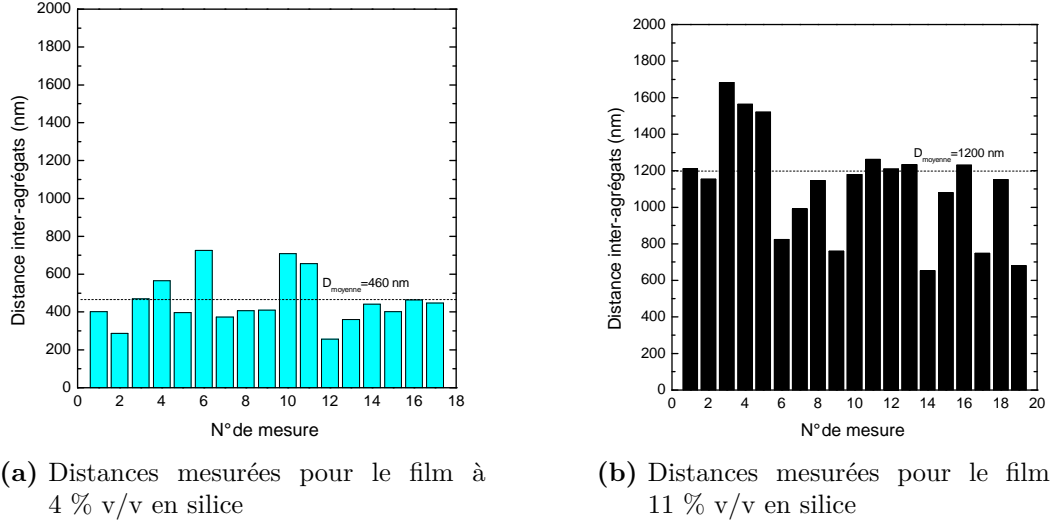 2000
1800
1600
1400
1200
1000
800
600
400
200
0
Distance inter-agrégats (nm)
D moyenne=460 nm
0 2 4 6 8 10 12 14 16 18
N° de mesure
(a) Distances mesurées pour le film à
4 % v/v en silice
2000
1800
1600
1400
1200
1000
800
600
400
200
0
Distance inter-agrégats (nm)
D moyenne=1200 nm
0 2 4 6 8 10 12 14 16 18 20
N° de mesure
(b) Distances mesurées pour le film
11 % v/v en silice